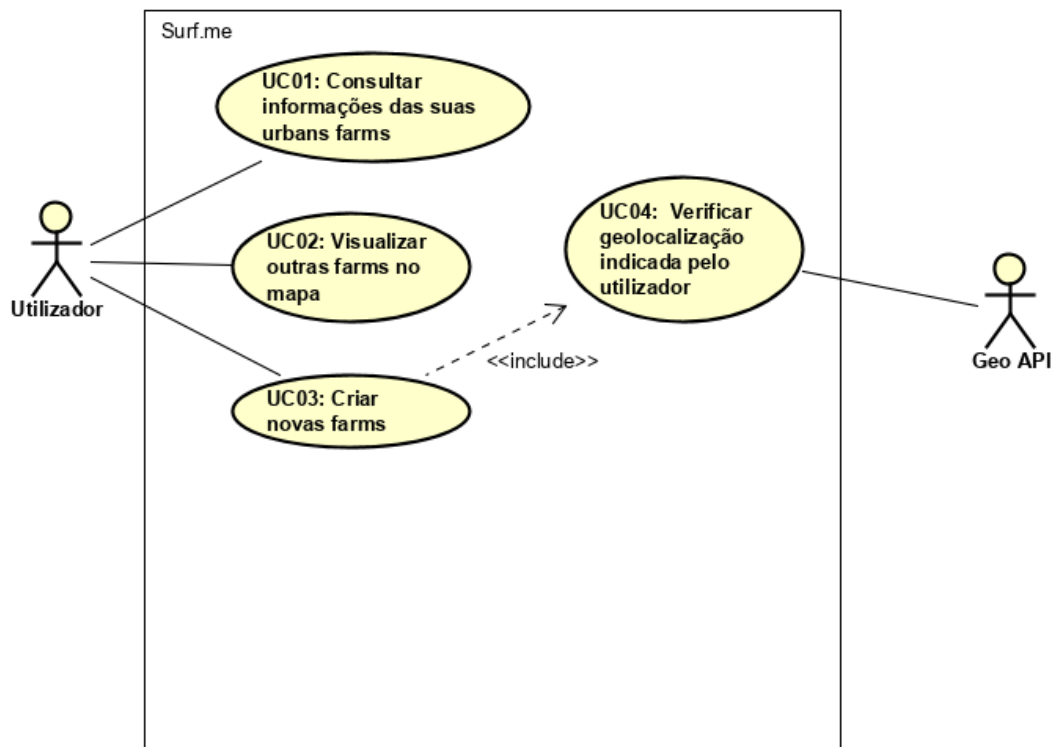 Surf.me
UC01: Consultar
informações das suas
urbans farms
UC02: Visualizar
outras farms no
mapa
UC04: Verificar
geolocalização
indicada pelo
utilizador
Utilizador
Geo API
<<include>>
UC03: Criar
novas farms